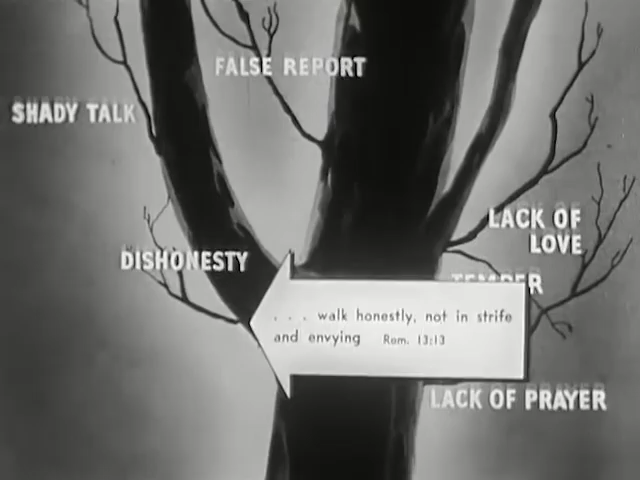 FALSE REPORT
SHADY TALK
LACK OF
LOVE
DISHONESTY
TEMPER
. . . walk honestly, not in strife
and envying Rom. 13:13
LACK OF PRAYER